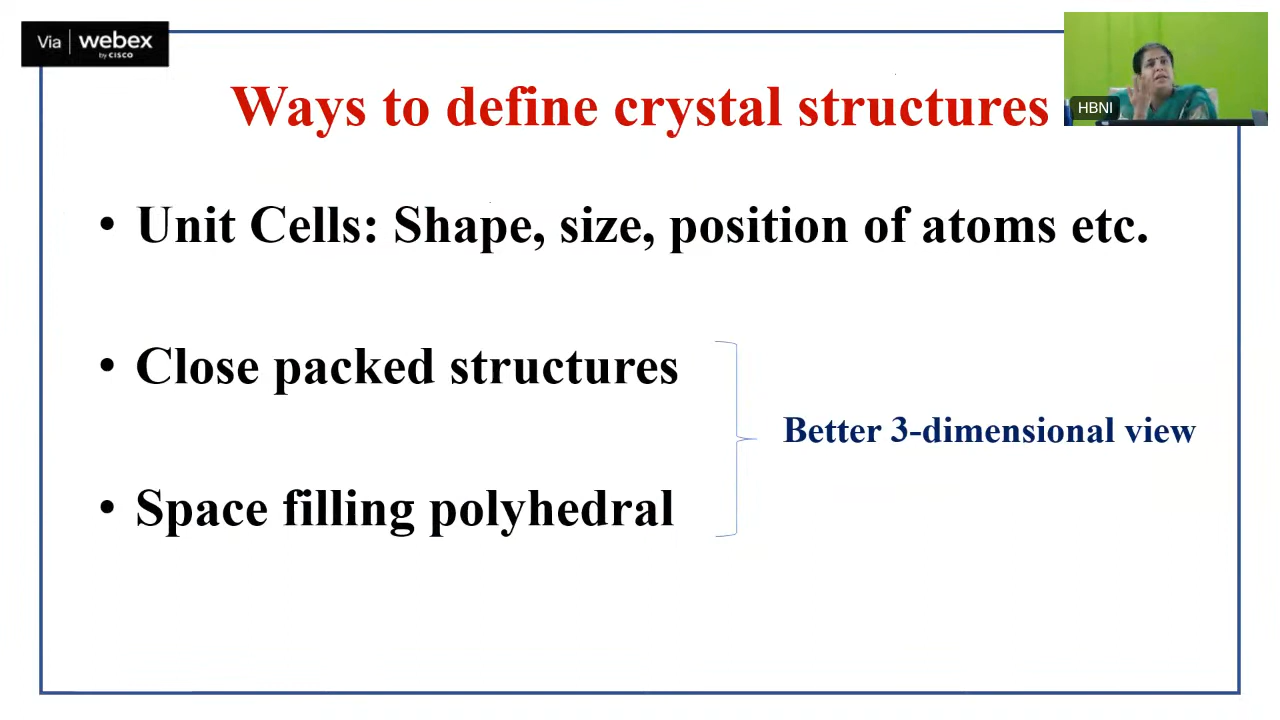 Via webex
by CISCO
HBNI
Ways to define crystal structures
• Unit Cells: Shape, size, position of atoms etc.
• Close packed structures
Better 3-dimensional view
• Space filling polyhedral